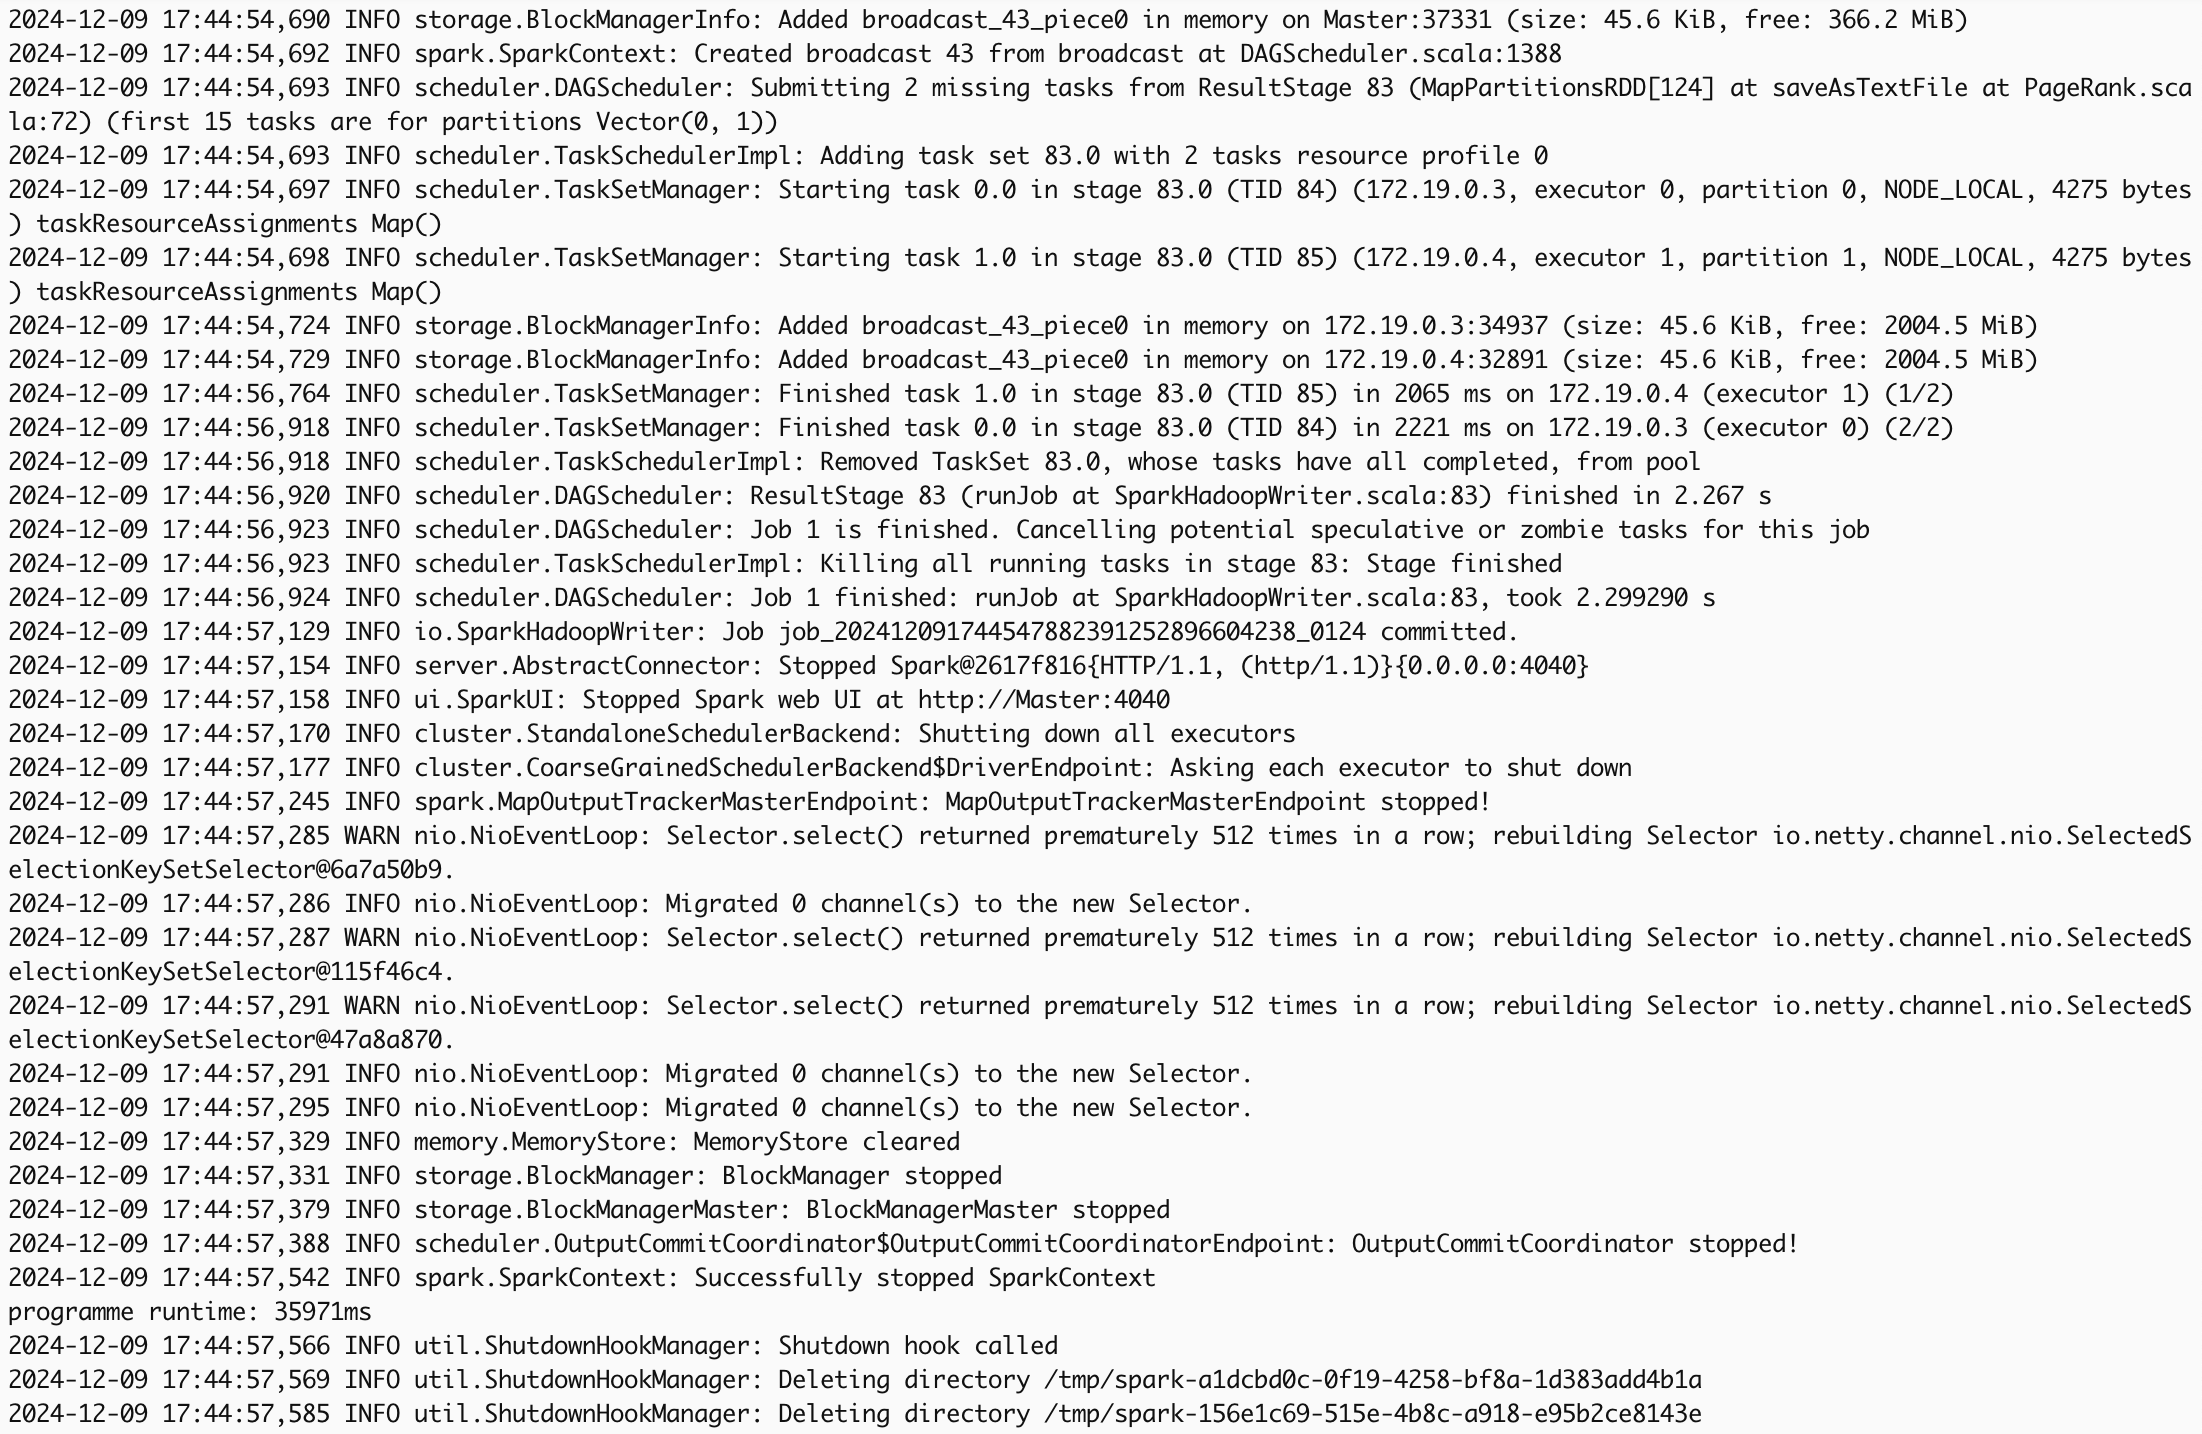 2024-12-09 17:44:54,690 INFO storage.BlockManagerInfo: Added broadcast_43_piece0 in memory on Master:37331 (size: 45.6 KiB, free: 366.2 MiB)
2024-12-09 17:44:54,692 INFO spark.SparkContext: Created broadcast 43 from broadcast at DAGScheduler.scala:1388
2024-12-09 17:44:54,693 INFO scheduler.DAGScheduler: Submitting 2 missing tasks from ResultStage 83 (MapPartitionsRDD[124] at saveAsTextFile at PageRank.sca
la:72) (first 15 tasks are for partitions Vector(0, 1))
2024-12-09 17:44:54,693 INFO scheduler.TaskSchedulerImpl: Adding task set 83.0 with 2 tasks resource profile 0
2024-12-09 17:44:54,697 INFO scheduler.TaskSetManager: Starting task 0.0 in stage 83.0 (TID 84) (172.19.0.3, executor 0, partition 0, NODE_LOCAL, 4275 bytes
) taskResourceAssignments Map()
2024-12-09 17:44:54,698 INFO scheduler.TaskSetManager: Starting task 1.0 in stage 83.0 (TID 85) (172.19.0.4, executor 1, partition 1, NODE_LOCAL, 4275 bytes
) taskResourceAssignments Map()
2024-12-09 17:44:54,724 INFO storage.BlockManagerInfo: Added broadcast_43_piece0 in memory on 172.19.0.3:34937 (size: 45.6 KiB, free: 2004.5 MiB)
2024-12-09 17:44:54,729 INFO storage.BlockManagerInfo: Added broadcast_43_piece0 in memory on 172.19.0.4:32891 (size: 45.6 KiB, free: 2004.5 MiB)
2024-12-09 17:44:56,764 INFO scheduler.TaskSetManager: Finished task 1.0 in stage 83.0 (TID 85) in 2065 ms on 172.19.0.4 (executor 1) (1/2)
2024-12-09 17:44:56,918 INFO scheduler.TaskSetManager: Finished task 0.0 in stage 83.0 (TID 84) in 2221 ms on 172.19.0.3 (executor 0) (2/2)
2024-12-09 17:44:56,918 INFO scheduler.TaskSchedulerImpl: Removed TaskSet 83.0, whose tasks have all completed, from pool
2024-12-09 17:44:56,920 INFO scheduler.DAGScheduler: ResultStage 83 (runJob at SparkHadoopWriter.scala:83) finished in 2.267 s
2024-12-09 17:44:56,923 INFO scheduler.DAGScheduler: Job 1 is finished. Cancelling potential speculative or zombie tasks for this job
2024-12-09 17:44:56,923 INFO scheduler.TaskSchedulerImpl: Killing all running tasks in stage 83: Stage finished
2024-12-09 17:44:56,924 INFO scheduler.DAGScheduler: Job 1 finished: runJob at SparkHadoopWriter.scala:83, took 2.299290 s
2024-12-09 17:44:57,129 INFO io.SparkHadoopWriter: Job job_202412091744547882391252896604238_0124 committed.
2024-12-09 17:44:57,154 INFO server.AbstractConnector: Stopped Spark@2617f816{HTTP/1.1, (http/1.1)}{0.0.0.0:4040}
2024-12-09 17:44:57,158 INFO ui.SparkUI: Stopped Spark web UI at http://Master:4040
2024-12-09 17:44:57,170 INFO cluster.StandaloneSchedulerBackend: Shutting down all executors
2024-12-09 17:44:57,177 INFO cluster.CoarseGrainedSchedulerBackend$DriverEndpoint: Asking each executor to shut down
2024-12-09 17:44:57,245 INFO spark.MapOutputTrackerMasterEndpoint: MapOutputTrackerMasterEndpoint stopped!
2024-12-09 17:44:57,285 WARN nio.NioEventLoop: Selector.select() returned prematurely 512 times in a row; rebuilding Selector io.netty.channel.nio.SelectedS
electionKeySetSelector@6a7a50b9.
2024-12-09 17:44:57,286 INFO nio.NioEventLoop: Migrated 0 channel(s) to the new Selector.
2024-12-09 17:44:57,287 WARN nio.NioEventLoop: Selector.select() returned prematurely 512 times in a row; rebuilding Selector io.netty.channel.nio.SelectedS
electionKeySetSelector@115f46c4.
2024-12-09 17:44:57,291 WARN nio.NioEventLoop: Selector.select() returned prematurely 512 times in a row; rebuilding Selector io.netty.channel.nio.SelectedS
electionKeySetSelector@47a8a870.
2024-12-09 17:44:57,291 INFO nio.NioEventLoop: Migrated 0 channel(s) to the new Selector.
2024-12-09 17:44:57,295 INFO nio.NioEventLoop: Migrated 0 channel(s) to the new Selector.
2024-12-09 17:44:57,329 INFO memory.MemoryStore: MemoryStore cleared
2024-12-09 17:44:57,331 INFO storage.BlockManager: BlockManager stopped
2024-12-09 17:44:57,379 INFO storage.BlockManagerMaster: BlockManagerMaster stopped
2024-12-09 17:44:57,388 INFO scheduler.OutputCommitCoordinator$OutputCommitCoordinatorEndpoint: OutputCommitCoordinator stopped!
2024-12-09 17:44:57,542 INFO spark.SparkContext: Successfully stopped SparkContext
programme runtime: 35971ms
2024-12-09 17:44:57,566 INFO util.ShutdownHookManager: Shutdown hook called
2024-12-09 17:44:57,569 INFO util.ShutdownHookManager: Deleting directory /tmp/spark-a1dcbd0c-0f19-4258-bf8a-1d383add4b1a
2024-12-09 17:44:57,585 INFO util.ShutdownHookManager: Deleting directory /tmp/spark-156e1c69-515e-4b8c-a918-e95b2ce8143e